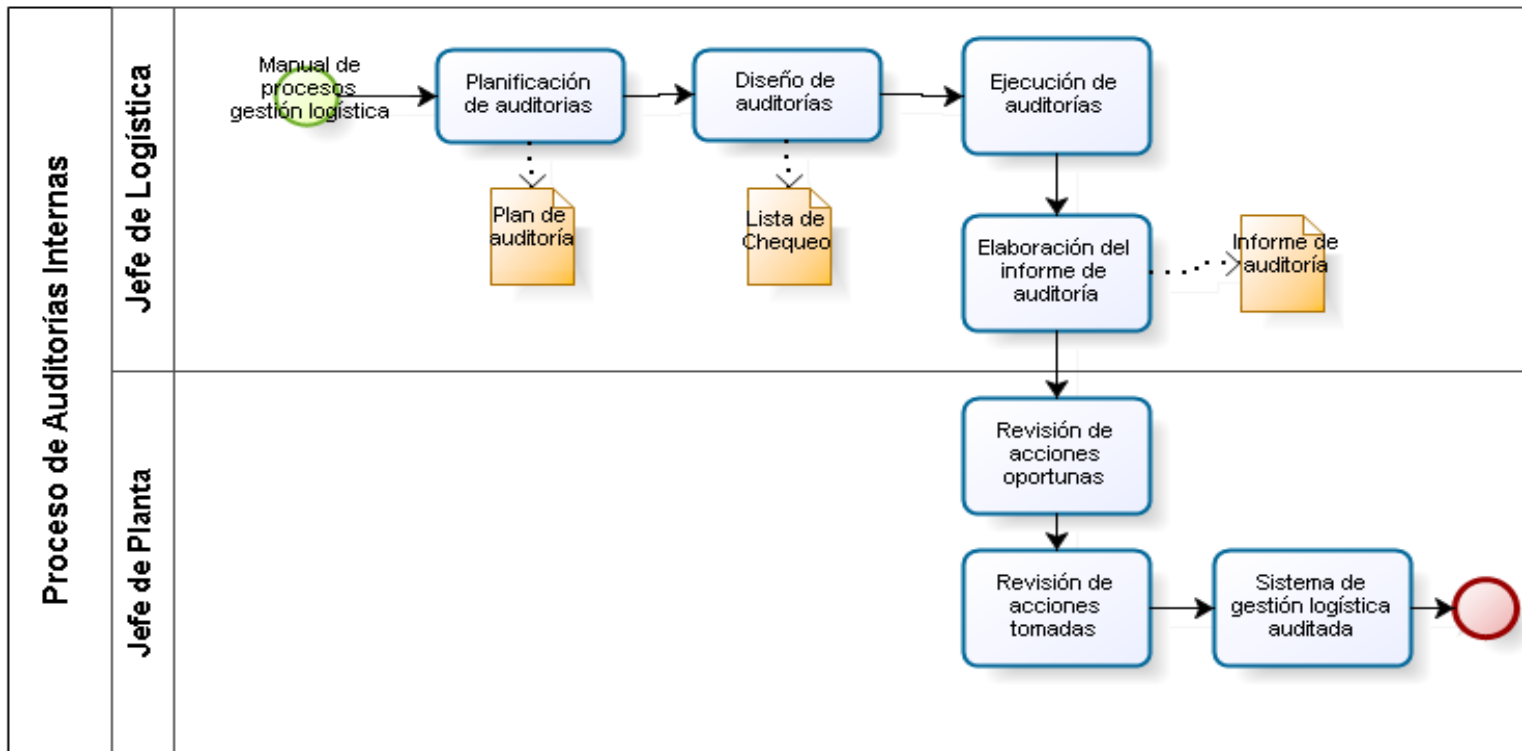 Proceso de Auditorías Internas
Jefe de Logística
Manual de
procesos
gestión logística
Planificación
de auditorias
Diseño de
auditorías
Ejecución de
auditorías
Plan de
auditoría
Lista de
Chequeo
Elaboración del
informe de
auditoría
Informe de
auditoría
Jefe de Planta
Revisión de
acciones
oportunas
Revisión de
acciones
tomadas
Sistema de
gestión logística
auditada